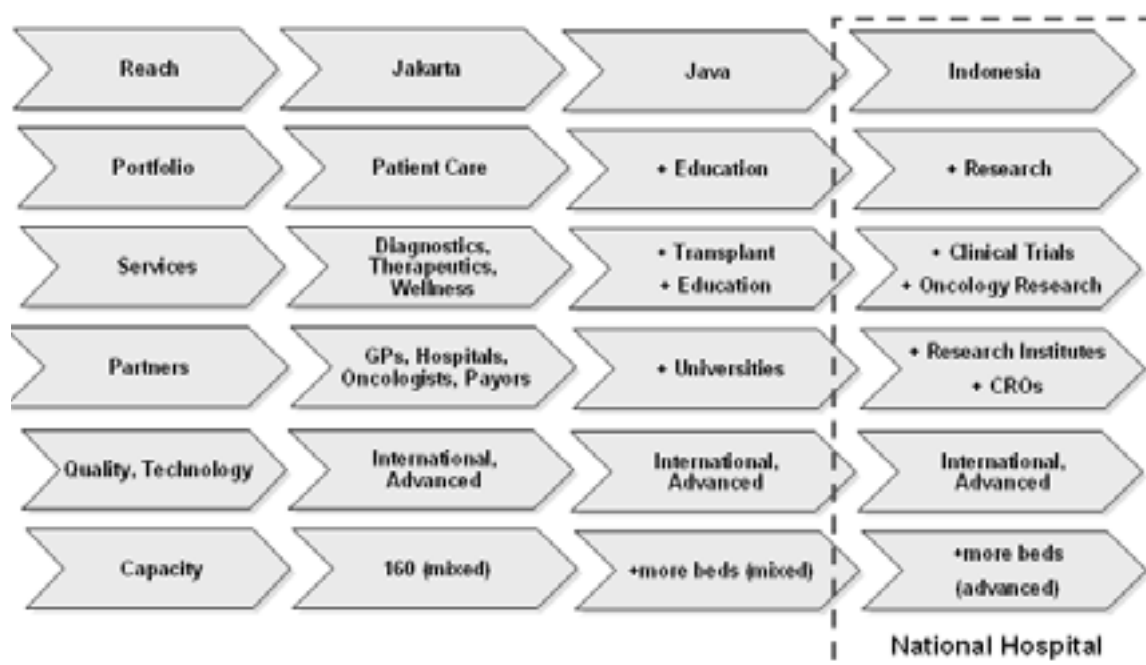 Reach
Jakarta
Java
Indonesia
Portfolio
Patient Care
+ Education
+ Research
Services
Diagnostics,
Therapeutics,
Wellness
+ Transplant
+ Education
+ Clinical Trials
+ Oncology Research
Partners
GPs, Hospitals,
Oncologists, Payors
+ Universities
+ Research Institutes
+ CROs
Quality, Technology
International,
Advanced
International,
Advanced
International,
Advanced
Capacity
160 (mixed)
+more beds (mixed)
+more beds
(advanced)
National Hospital